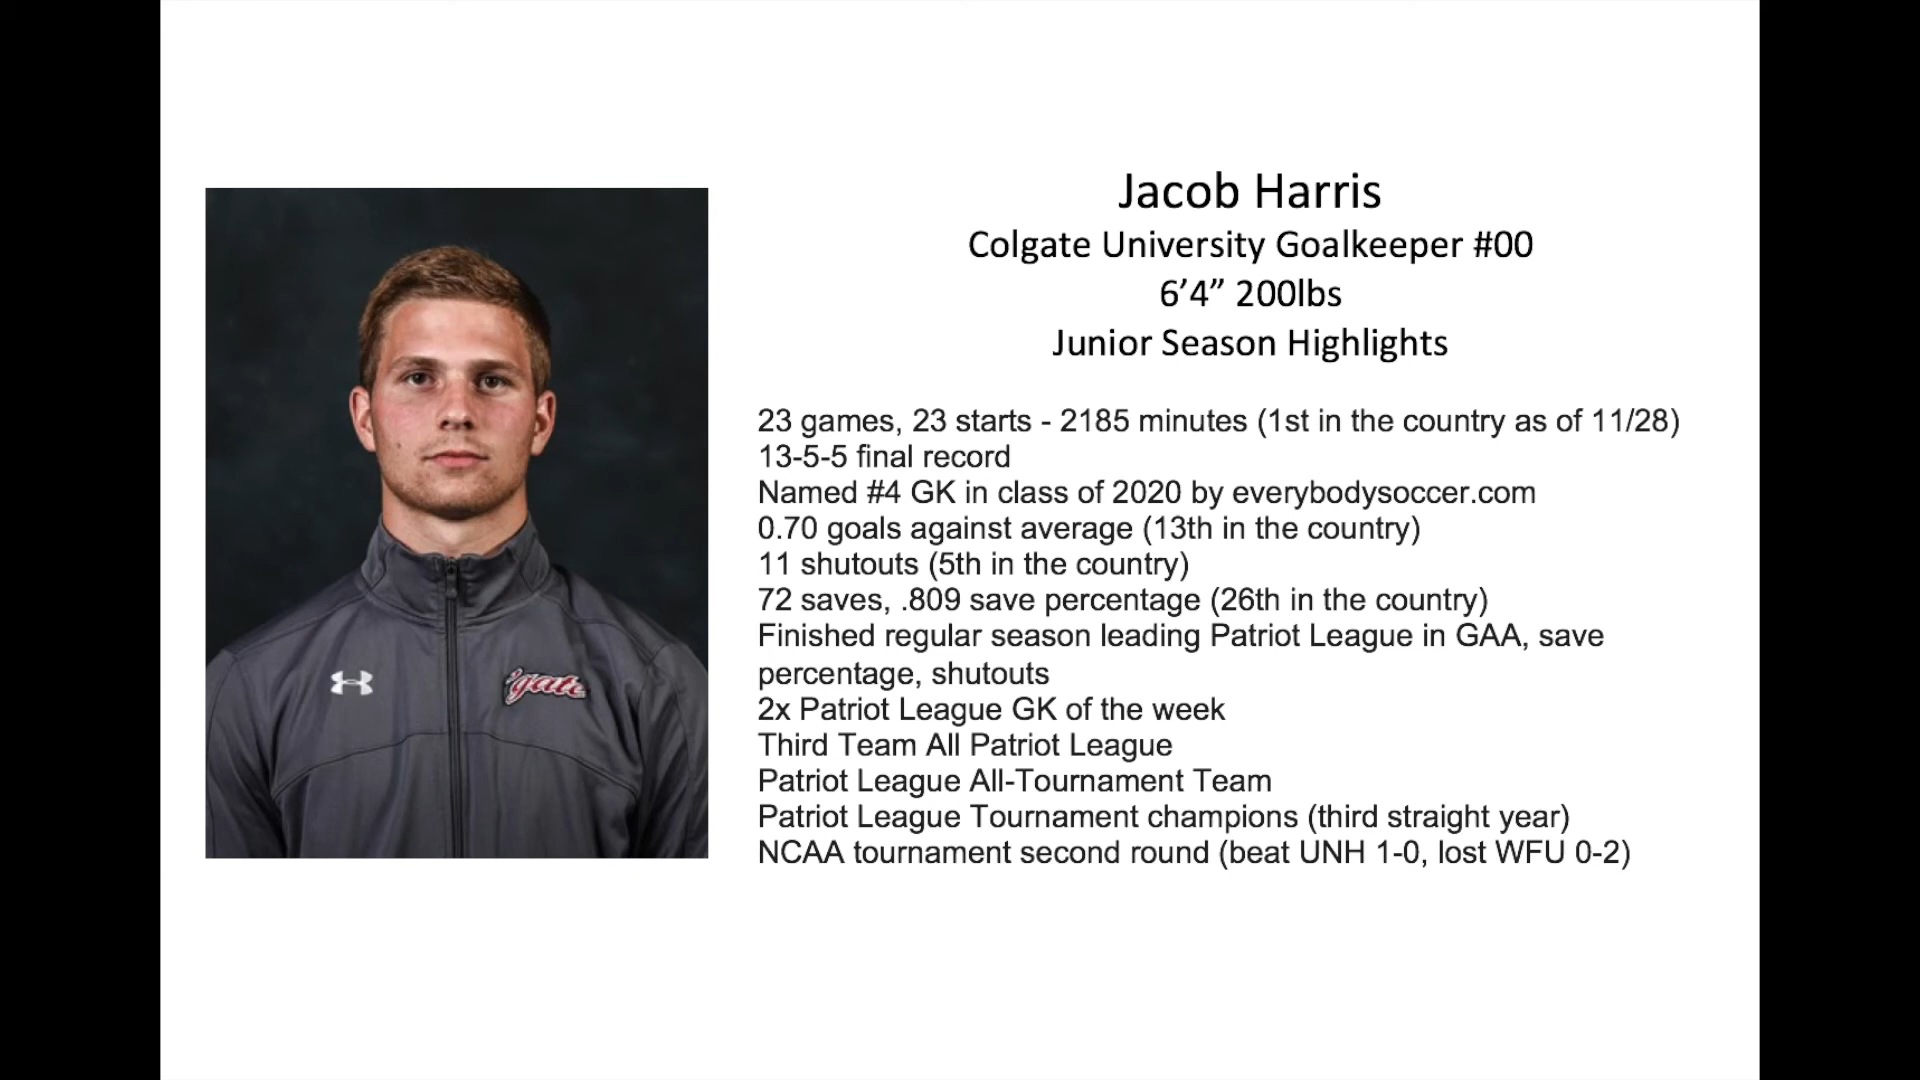 Jacob Harris
Colgate University Goalkeeper #00
6’4” 200lbs
Junior Season Highlights
23 games, 23 starts - 2185 minutes (1st in the country as of 11/28)
13-5-5 final record
Named #4 GK in class of 2020 by everybodysoccer.com
0.70 goals against average (13th in the country)
11 shutouts (5th in the country)
72 saves, .809 save percentage (26th in the country)
Finished regular season leading Patriot League in GAA, save
percentage, shutouts
2x Patriot League GK of the week
Third Team All Patriot League
Patriot League All-Tournament Team
Patriot League Tournament champions (third straight year)
NCAA tournament second round (beat UNH 1-0, lost WFU 0-2)
'gate